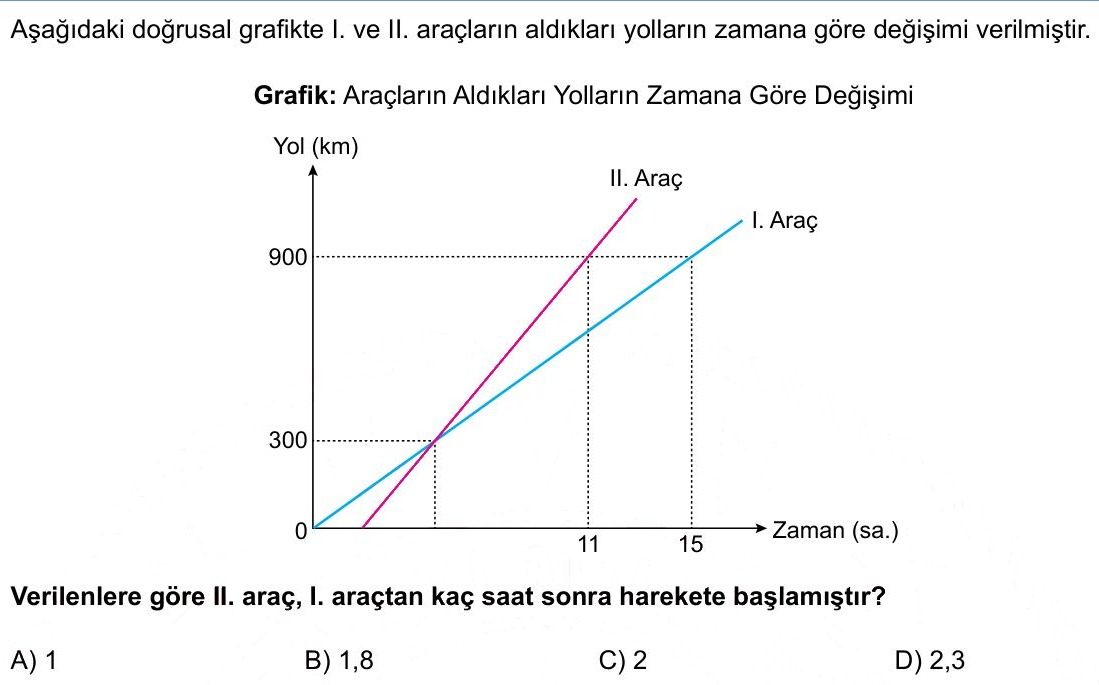 Aşağıdaki doğrusal grafikte I. ve II. araçların aldıkları yolların zamana göre değişimi verilmiştir.
Grafik: Araçların Aldıkları Yolların Zamana Göre Değişimi
Yol (km)
II. Araç
I. Araç
900
300
0
11
15
Zaman (sa.)
Verilenlere göre II. araç, I. araçtan kaç saat sonra harekete başlamıştır?
A) 1 B) 1,8 C) 2 D) 2,3